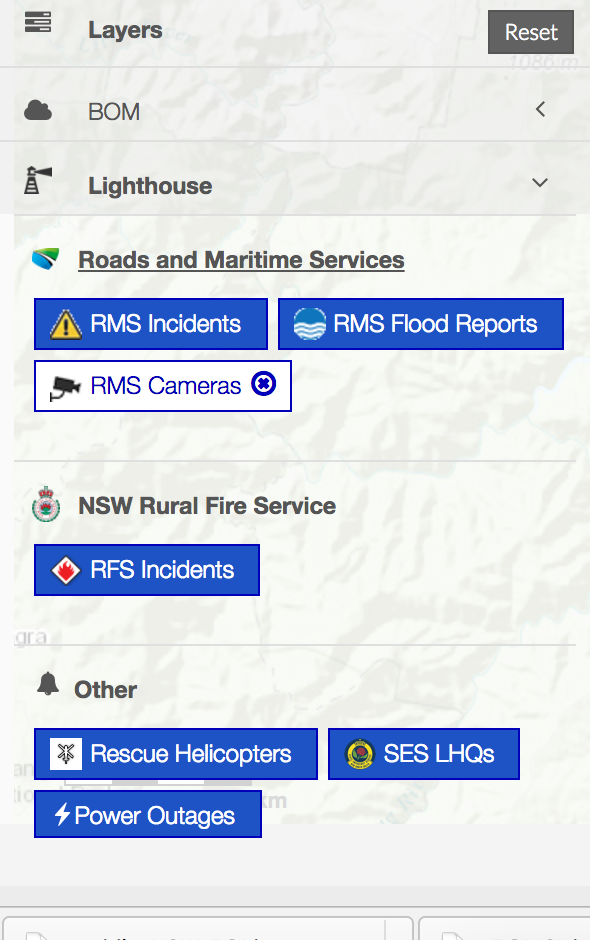 Layers
Reset
1086 m
BOM
Lighthouse
Roads and Maritime Services
RMS Incidents
RMS Flood Reports
RMS Cameras
NSW Rural Fire Service
RFS Incidents
gra
Other
Rescue Helicopters
SES LHQs
Power Outages
km